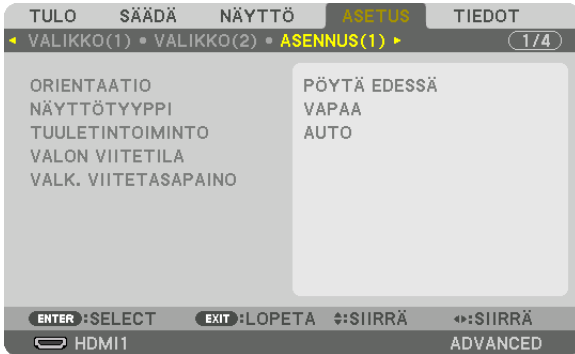 TULO SÄÄDÄ NÄYTTÖ ASETUS TIEDOT
VALIKKO(1) • VALIKKO(2) • ASENNUS(1) 1/4
ORIENTAATIO PÖYTÄ EDESSÄ
NÄYTTÖTYYPPI VAPAA
TUULETINTOIMINTO AUTO
VALON VIITETILA
VALK. VIITETASAPAINO
ENTER :SELECT EXIT :LOPETA :SIIRRÄ :SIIRRÄ
HDMI1 ADVANCED